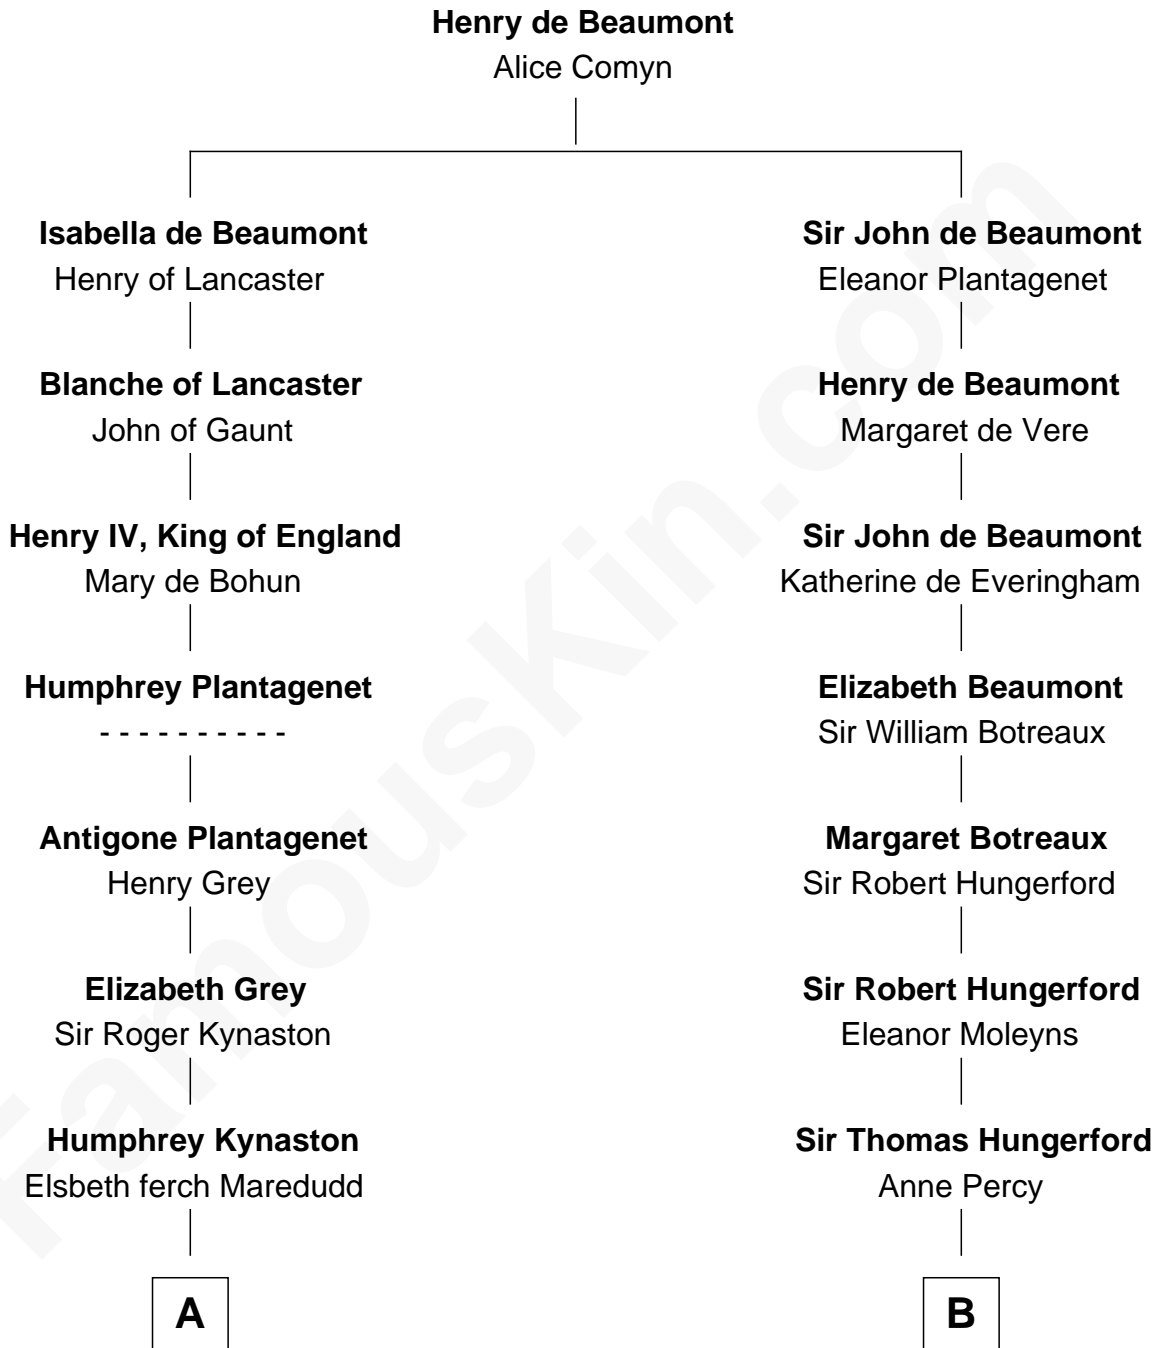 Henry de Beaumont
Alice Comyn
Isabella de Beaumont
Henry of Lancaster
Sir John de Beaumont
Eleanor Plantagenet
Blanche of Lancaster
John of Gaunt
Henry de Beaumont
Margaret de Vere
Henry IV, King of England
Mary de Bohun
Sir John de Beaumont
Katherine de Everingham
Humphrey Plantagenet
- - - - - - - - - -
Elizabeth Beaumont
Sir William Botreaux
Antigone Plantagenet
Henry Grey
Margaret Botreaux
Sir Robert Hungerford
Elizabeth Grey
Sir Roger Kynaston
Sir Robert Hungerford
Eleanor Moleyns
Humphrey Kynaston
Elsbeth ferch Maredudd
Sir Thomas Hungerford
Anne Percy
A
B
FamousKin.com